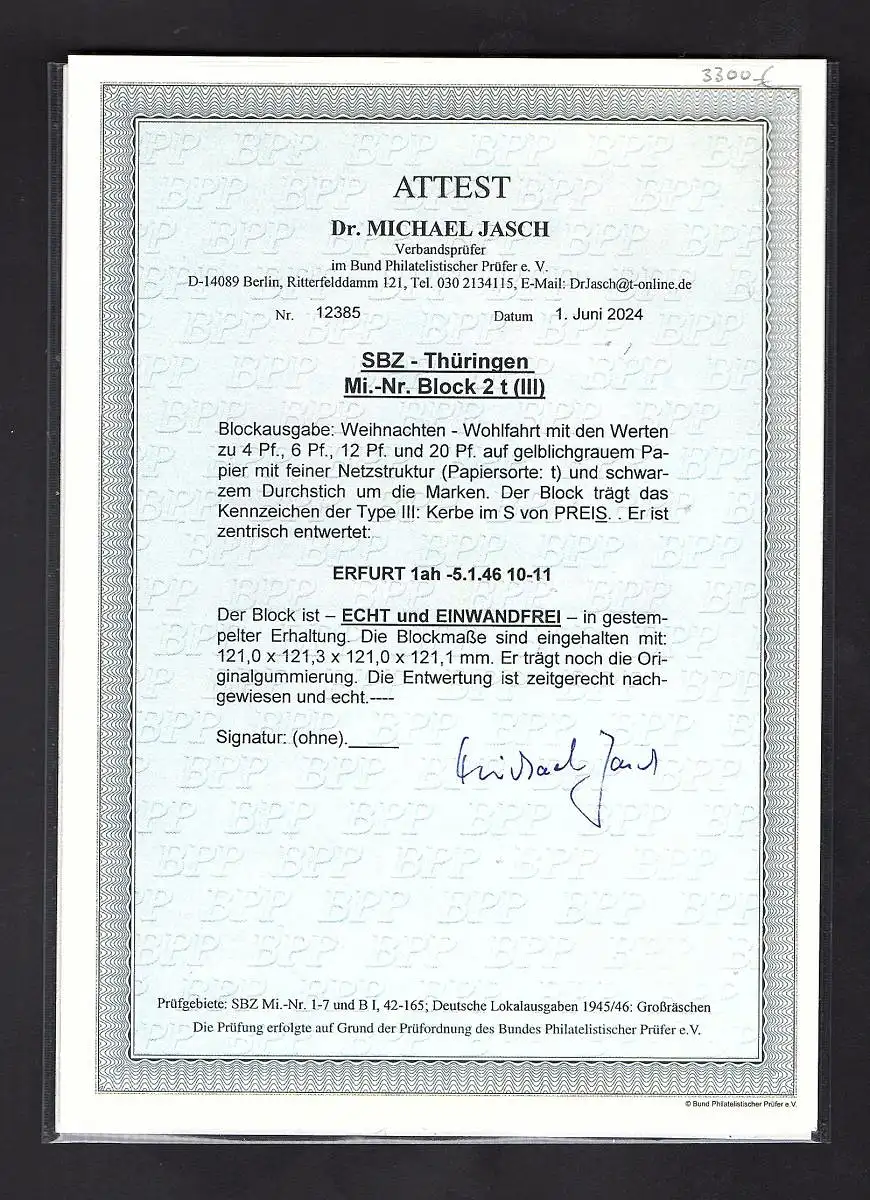 3300,-€
ATTEST
Dr. MICHAEL JASCH
Verbandsprüfer
im Bund Philatelistischer Prüfer e. V.
D-14089 Berlin, Ritterfelddamm 121, Tel. 030 2134115, E-Mail: DrJasch@t-online.de
Nr. 12385 Datum 1. Juni 2024
SBZ - Thüringen
Mi.-Nr. Block 2 t (III)
Blockausgabe: Weihnachten - Wohlfahrt mit den Werten
zu 4 Pf., 6 Pf., 12 Pf. und 20 Pf. auf gelblichgrauem Pa-
pier mit feiner Netzstruktur (Papiersorte: t) und schwar-
zem Durchstich um die Marken. Der Block trägt das
Kennzeichen der Type III: Kerbe im S von PREIS. . Er ist
zentrisch entwertet:
ERFURT 1ah -5.1.46 10-11
Der Block ist – ECHT und EINWANDFREI – in gestem-
pelter Erhaltung. Die Blockmaße sind eingehalten mit:
121,0 x 121,3 x 121,0 x 121,1 mm. Er trägt noch die Ori-
ginalgummierung. Die Entwertung ist zeitgerecht nach-
gewiesen und echt.----
Signatur: (ohne).
Michael Jasch
Prüfgebiete: SBZ Mi.-Nr. 1-7 und B I, 42-165; Deutsche Lokalausgaben 1945/46: Großräschen
Die Prüfung erfolgte auf Grund der Prüfordnung des Bundes Philatelistischer Prüfer e.V.
© Bund Philatelistischer Prüfer e.V.